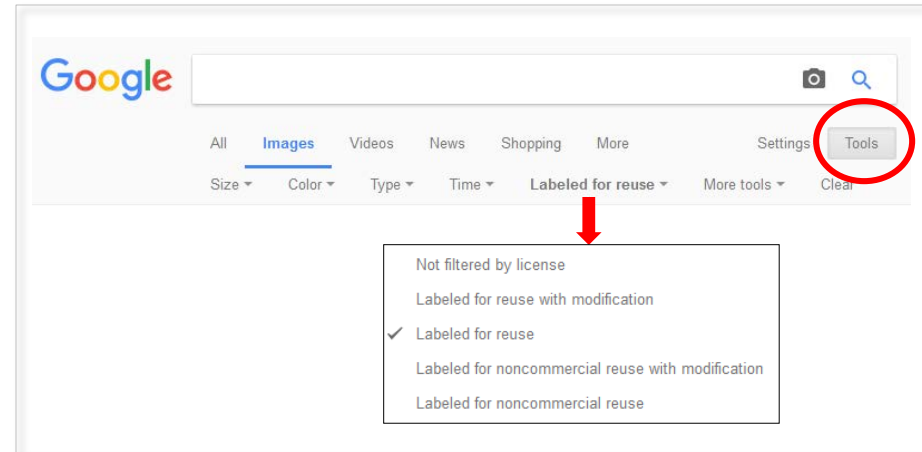 Google
All Images Videos News Shopping More Settings Tools
Size Color Type Time Labeled for reuse More tools Clear
Not filtered by license
Labeled for reuse with modification
Labeled for reuse
Labeled for noncommercial reuse with modification
Labeled for noncommercial reuse